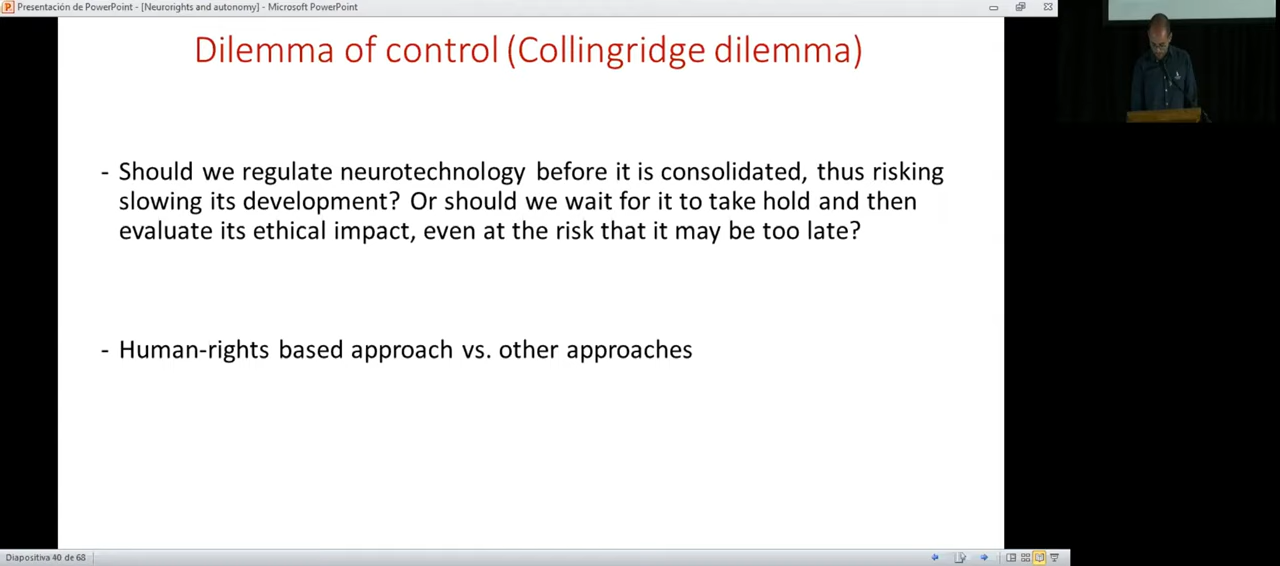 Presentación de PowerPoint - [Neurorights and autonomy] - Microsoft PowerPoint
Dilemma of control (Collingridge dilemma)
- Should we regulate neurotechnology before it is consolidated, thus risking
slowing its development? Or should we wait for it to take hold and then
evaluate its ethical impact, even at the risk that it may be too late?
- Human-rights based approach vs. other approaches
Diapositiva 40 de 68